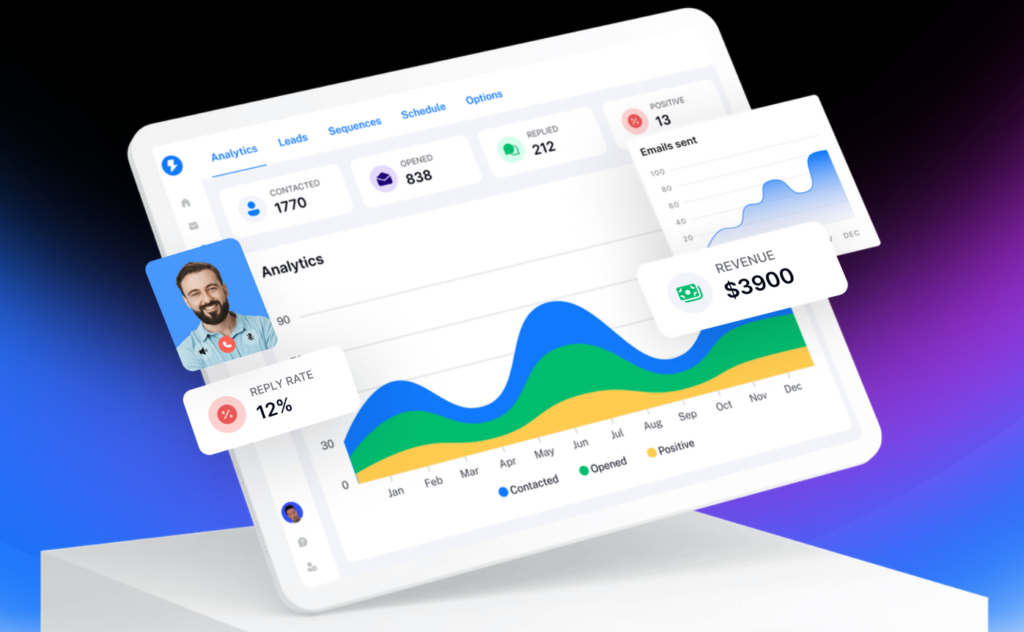 Analytics
Leads
Sequences
Schedule
Options
CONTACTED
1770
OPENED
838
REPLIED
212
POSITIVE
13
Emails sent
100
80
60
40
20
DEC
REVENUE
$3900
Analytics
90
30
0
REPLY RATE
12%
Jan
Feb
Mar
Apr
May
Jun
Jul
Aug
Sep
Oct
Nov
Dec
Contacted
Opened
Positive